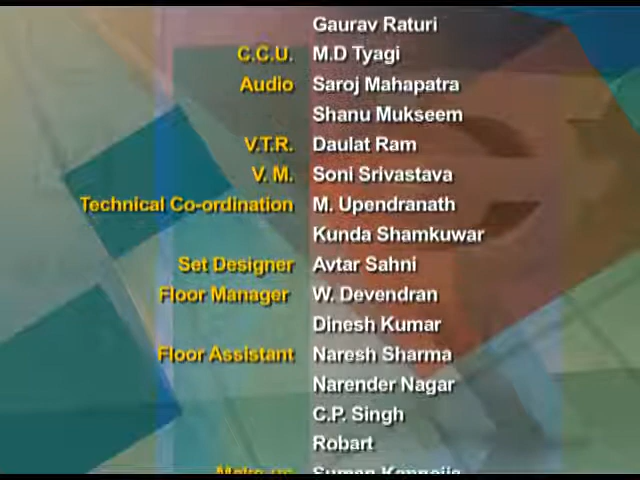 Gaurav Raturi
C.C.U. M.D Tyagi
Audio Saroj Mahapatra
Shanu Mukseem
V.T.R. Daulat Ram
V. M. Soni Srivastava
Technical Co-ordination M. Upendranath
Kunda Shamkuwar
Set Designer Avtar Sahni
Floor Manager W. Devendran
Dinesh Kumar
Floor Assistant Naresh Sharma
Narender Nagar
C.P. Singh
Robart
Suman